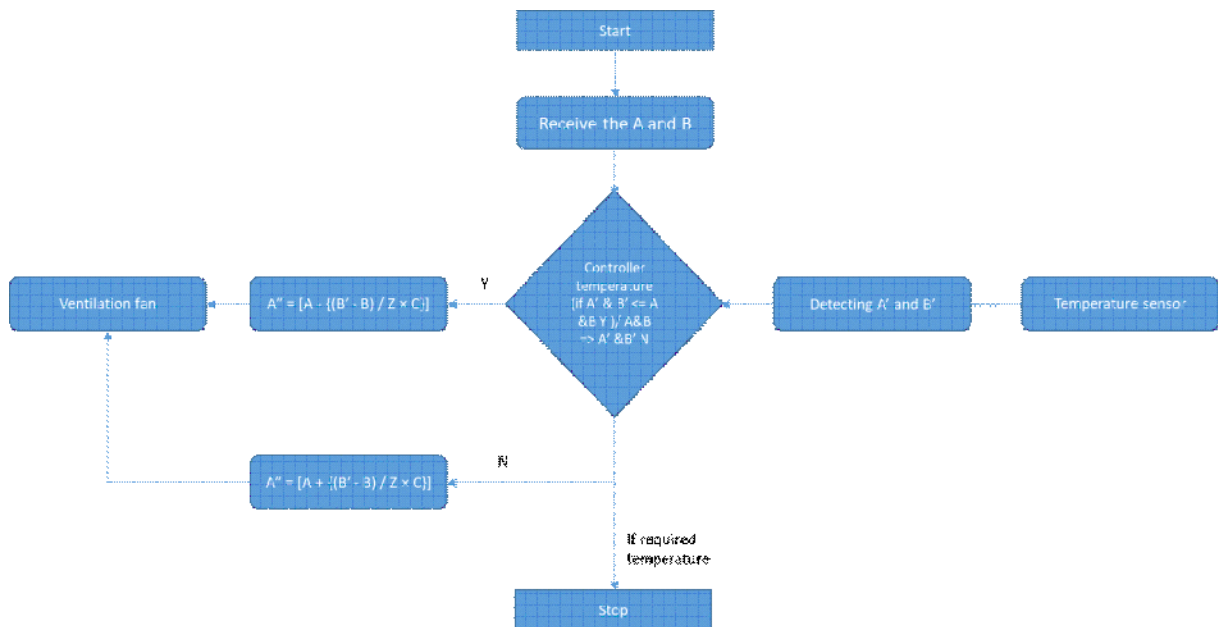 Start
Receive the A and B
Controller
temperature
[if A' & B' <= A
&B Y ]/ A&B
=> A' &B' N
Y
A'' = [A - {(B' - B) / Z × C}]
Ventilation fan
Detecting A' and B'
Temperature sensor
N
A'' = [A + {(B' - B) / Z × C}]
If required
temperature
Stop